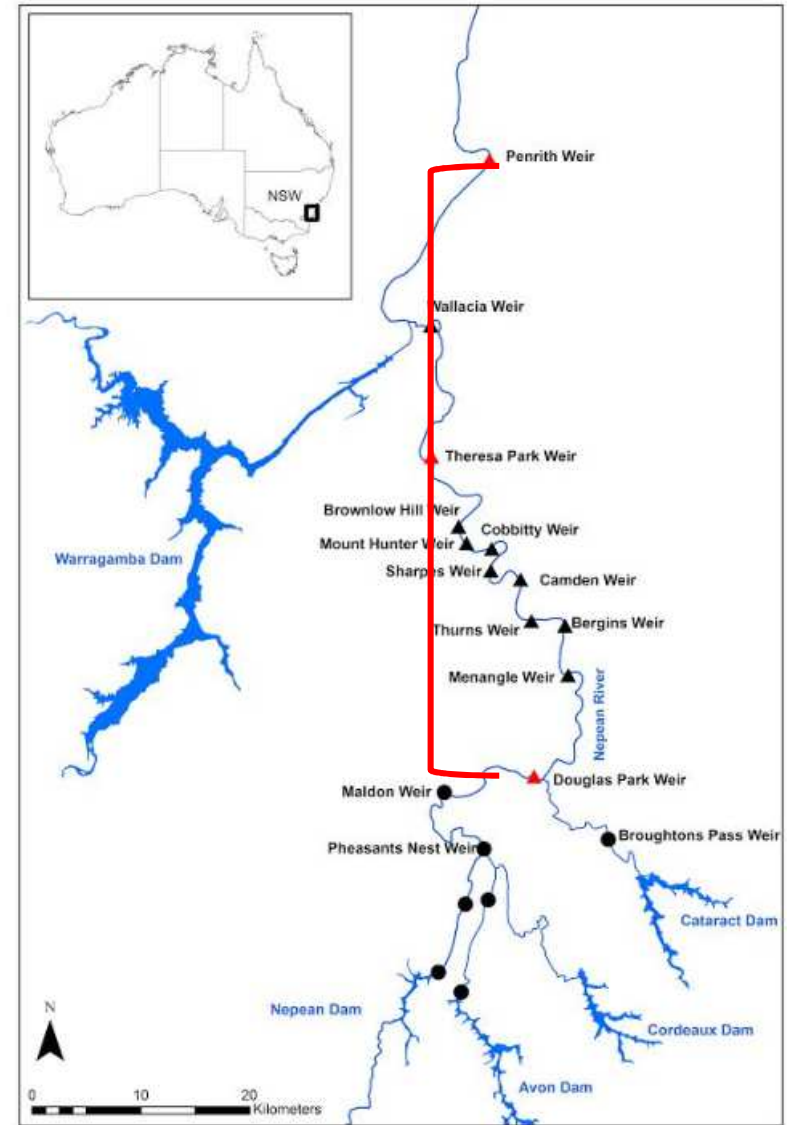 NSW
Penrith Weir
Wallacia Weir
Theresa Park Weir
Brownlow Hill Weir
Cobbitty Weir
Mount Hunter Weir
Warragamba Dam
Sharpes Weir
Camden Weir
Thurns Weir
Bergins Weir
Menangle Weir
Nepean River
Douglas Park Weir
Maldon Weir
Broughtons Pass Weir
Pheasants Nest Weir
Cataract Dam
N
Nepean Dam
Cordeaux Dam
Avon Dam
0 10 20
Kilometers